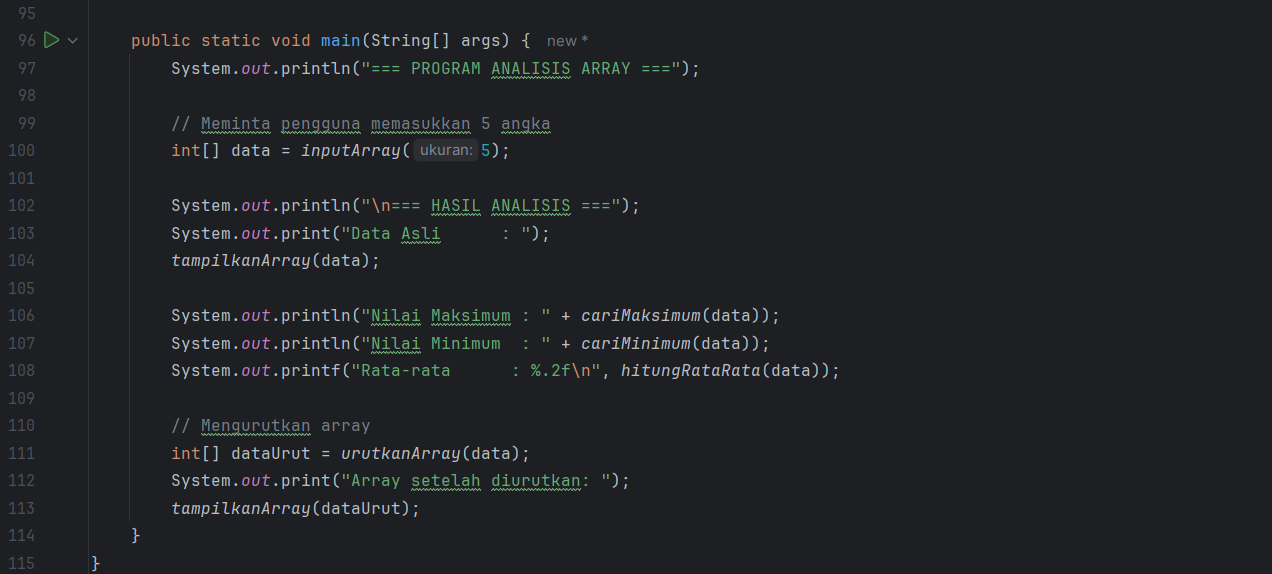 95
96 public static void main(String[] args) { new *
97 System.out.println("=== PROGRAM ANALISIS ARRAY ===");
98
99 // Meminta pengguna memasukkan 5 angka
100 int[] data = inputArray( ukuran: 5);
101
102 System.out.println("\n=== HASIL ANALISIS ===");
103 System.out.print("Data Asli      : ");
104 tampilkanArray(data);
105
106 System.out.println("Nilai Maksimum : " + cariMaksimum(data));
107 System.out.println("Nilai Minimum  : " + cariMinimum(data));
108 System.out.printf("Rata-rata      : %.2f\n", hitungRataRata(data));
109
110 // Mengurutkan array
111 int[] dataUrut = urutkanArray(data);
112 System.out.print("Array setelah diurutkan: ");
113 tampilkanArray(dataUrut);
114 }
115 }